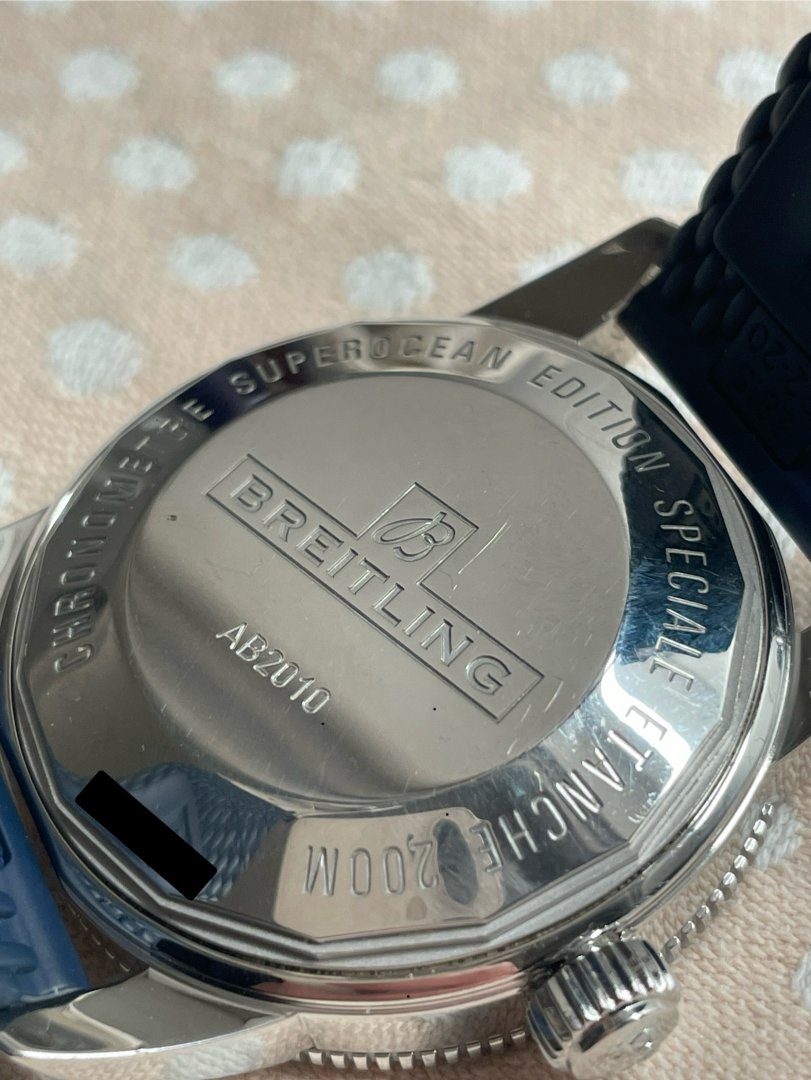 CHRONOMETRE SUPEROCEAN EDITION SPECIALE ETANCHE 200M
B
BREITLING
AB2010